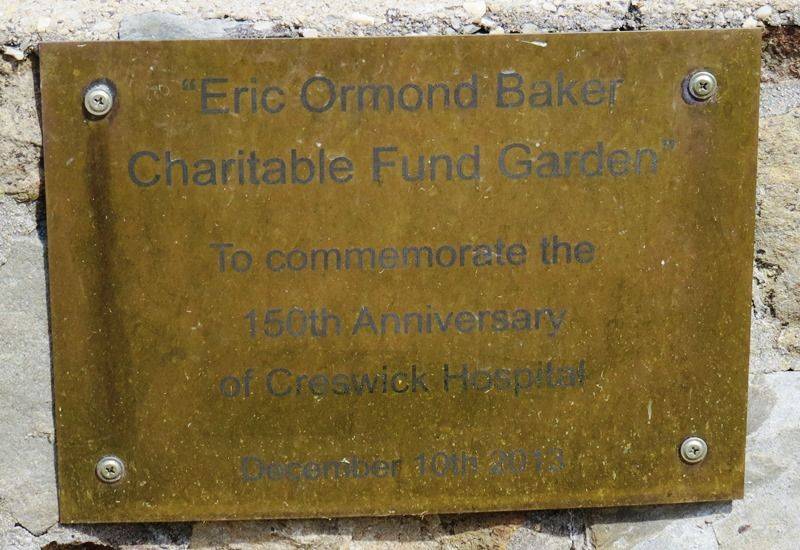 “Eric Ormond Baker
Charitable Fund Garden”
To commemorate the
150th Anniversary
of Creswick Hospital
December 10th 2013